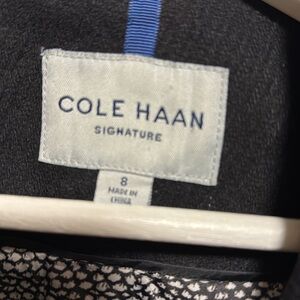 COLE HAAN
SIGNATURE
8
MADE IN
CHINA